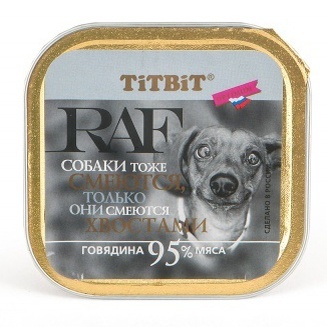 TiTBiT®
RAF
СОБАКИ ТОЖЕ
СМЕЮТСЯ,
ТОЛЬКО
ОНИ СМЕЮТСЯ
ХВОСТАМИ
ГОВЯДИНА 95% МЯСА
СДЕЛАНО В РОССИИ